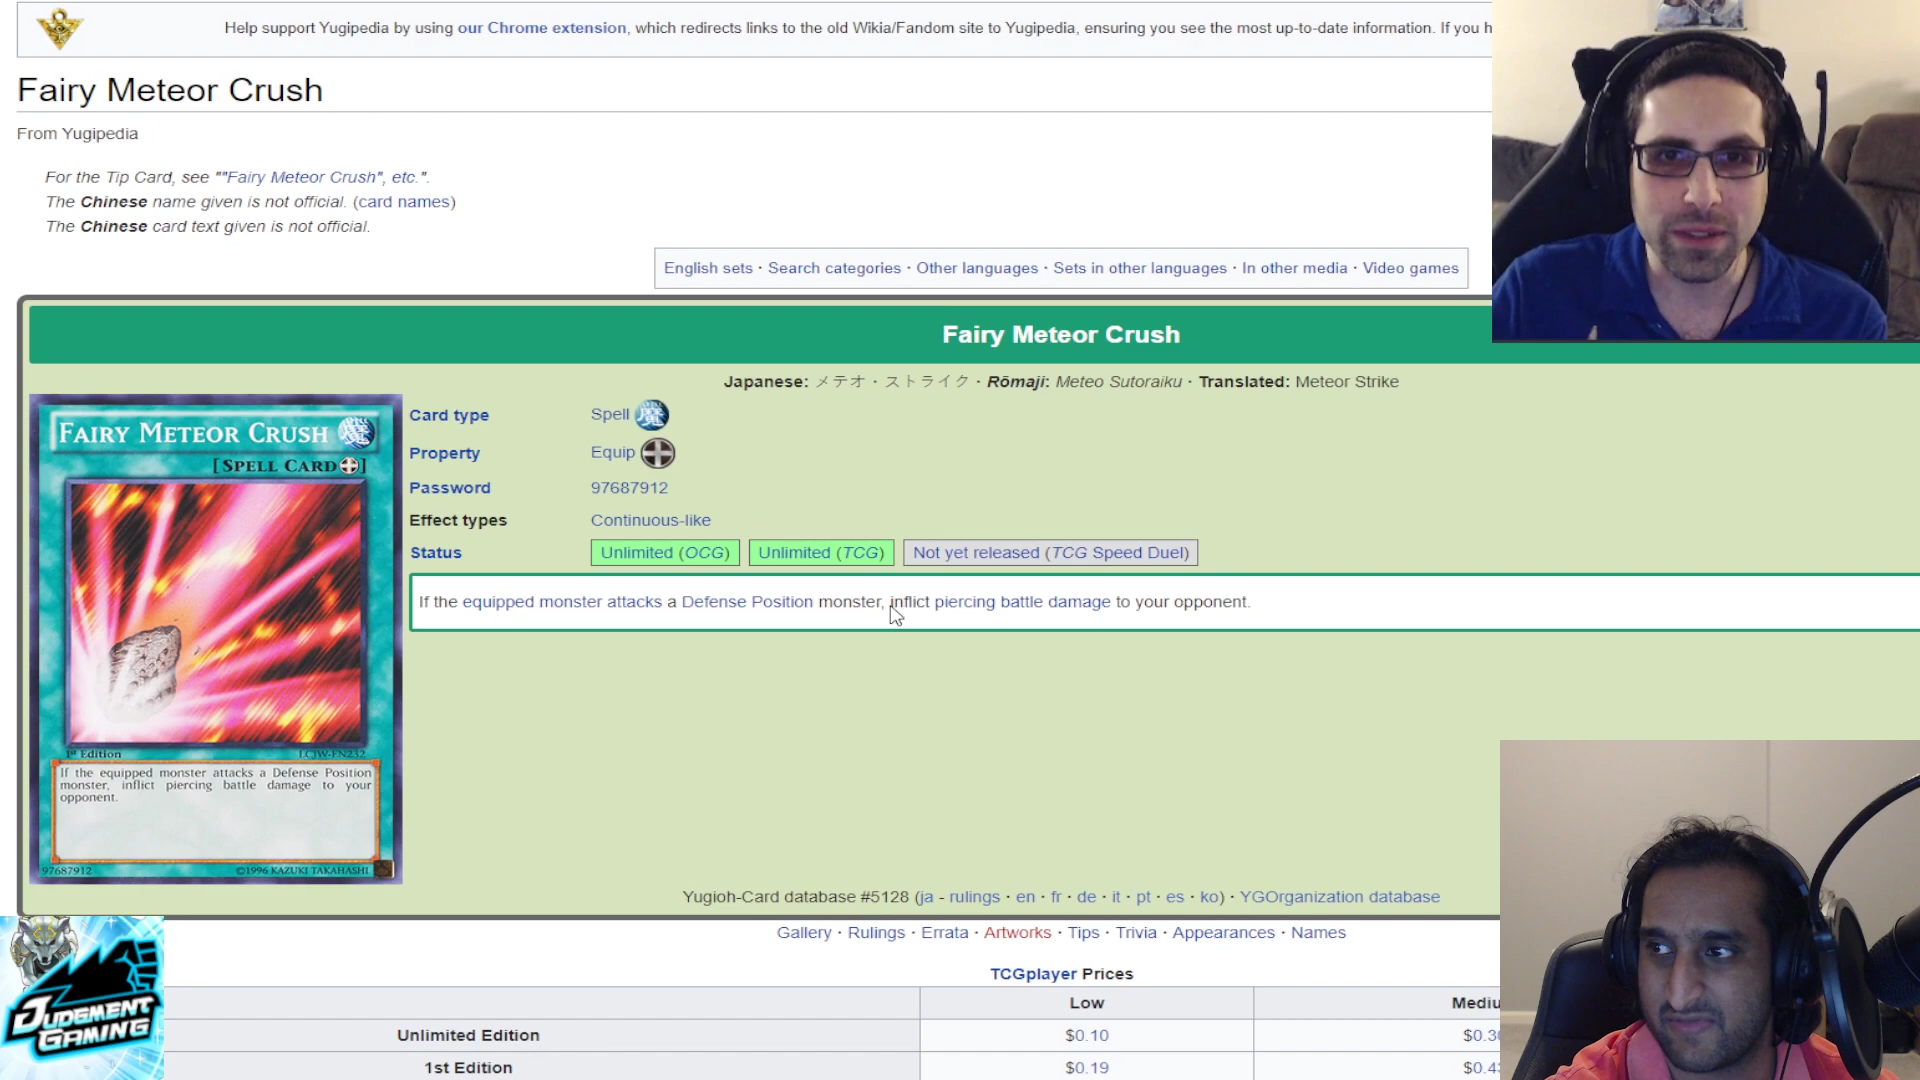 Help support Yugipedia by using our Chrome extension, which redirects links to the old Wikia/Fandom site to Yugipedia, ensuring you see the most up-to-date information. If you h
Fairy Meteor Crush
From Yugipedia
For the Tip Card, see ""Fairy Meteor Crush", etc.".
The Chinese name given is not official. (card names)
The Chinese card text given is not official.
English sets · Search categories · Other languages · Sets in other languages · In other media · Video games
Fairy Meteor Crush
Japanese: メテオ・ストライク · Rōmaji: Meteo Sutoraiku · Translated: Meteor Strike
FAIRY METEOR CRUSH 魔
[SPELL CARD]
1st Edition LCJW-EN232
If the equipped monster attacks a Defense Position
monster, inflict piercing battle damage to your
opponent.
97687912 ©1996 KAZUKI TAKAHASHI
Card type Spell 魔
Property Equip
Password 97687912
Effect types Continuous-like
Status Unlimited (OCG) Unlimited (TCG) Not yet released (TCG Speed Duel)
If the equipped monster attacks a Defense Position monster, inflict piercing battle damage to your opponent.
Yugioh-Card database #5128 (ja - rulings · en · fr · de · it · pt · es · ko) · YGOrganization database
Gallery · Rulings · Errata · Artworks · Tips · Trivia · Appearances · Names
TCGplayer Prices
Low Mediu
Unlimited Edition $0.10 $0.3
1st Edition $0.19 $0.4
JUDGMENT
GAMING